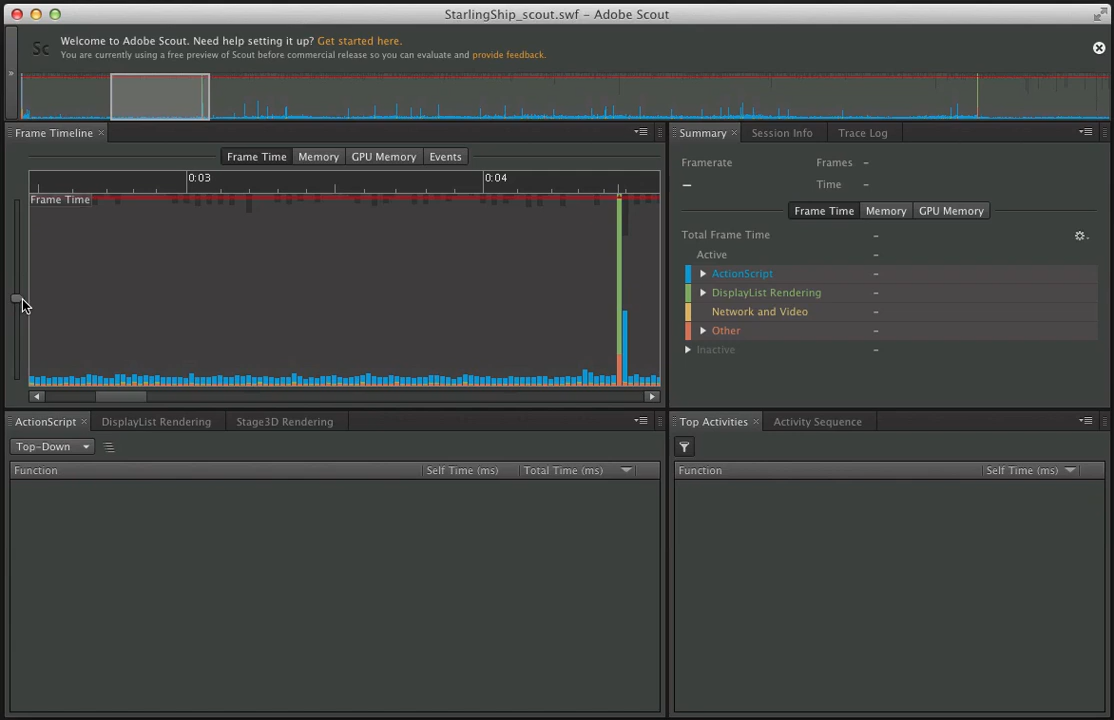 StarlingShip_scout.swf – Adobe Scout
Sc
Welcome to Adobe Scout. Need help setting it up? Get started here.
You are currently using a free preview of Scout before commercial release so you can evaluate and provide feedback.
»
Frame Timeline ×
Frame Time Memory GPU Memory Events
0:03 0:04
Frame Time
Summary × Session Info Trace Log
Framerate Frames –
– Time –
Frame Time Memory GPU Memory
Total Frame Time –
Active –
ActionScript –
DisplayList Rendering –
Network and Video –
Other –
Inactive –
ActionScript × DisplayList Rendering Stage3D Rendering
Top-Down
Function Self Time (ms) Total Time (ms)
Top Activities × Activity Sequence
Function Self Time (ms)